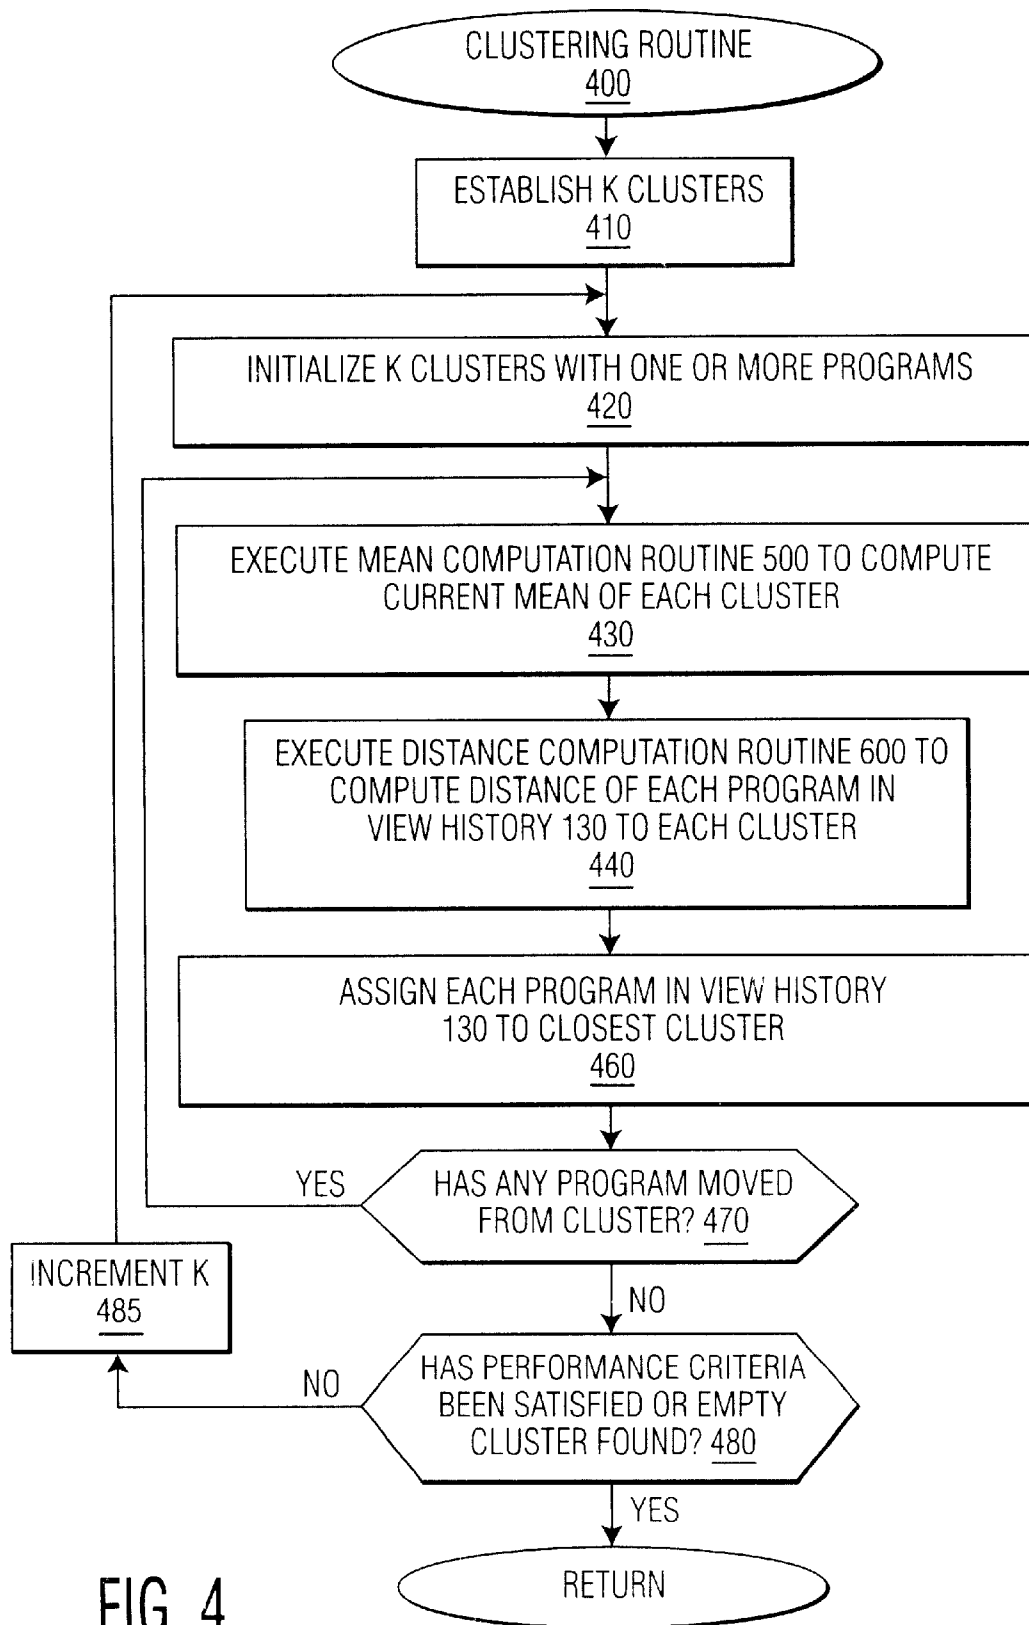 CLUSTERING ROUTINE
400
ESTABLISH K CLUSTERS
410
INITIALIZE K CLUSTERS WITH ONE OR MORE PROGRAMS
420
EXECUTE MEAN COMPUTATION ROUTINE 500 TO COMPUTE
CURRENT MEAN OF EACH CLUSTER
430
EXECUTE DISTANCE COMPUTATION ROUTINE 600 TO
COMPUTE DISTANCE OF EACH PROGRAM IN
VIEW HISTORY 130 TO EACH CLUSTER
440
ASSIGN EACH PROGRAM IN VIEW HISTORY
130 TO CLOSEST CLUSTER
460
YES
HAS ANY PROGRAM MOVED
FROM CLUSTER? 470
INCREMENT K
485
NO
NO
HAS PERFORMANCE CRITERIA
BEEN SATISFIED OR EMPTY
CLUSTER FOUND? 480
YES
RETURN
FIG. 4